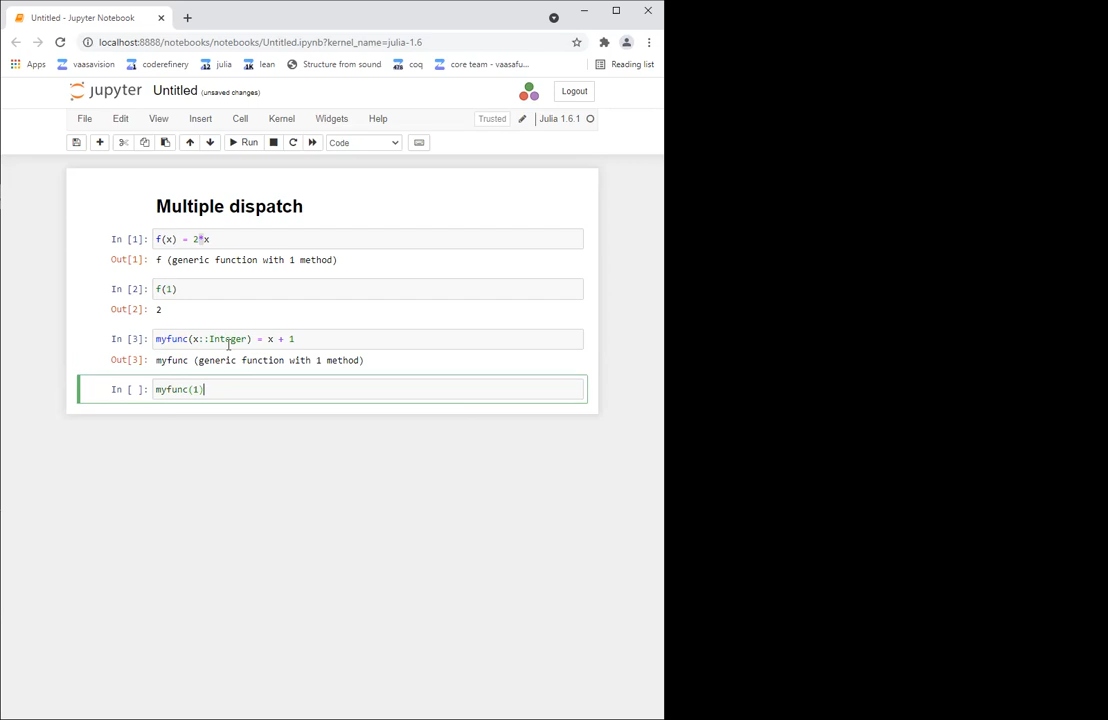 Untitled - Jupyter Notebook
localhost:8888/notebooks/notebooks/Untitled.ipynb?kernel_name=julia-1.6
Apps vaasavision coderefinery julia lean Structure from sound coq core team - vaasafu... Reading list
jupyter Untitled (unsaved changes) Logout
File Edit View Insert Cell Kernel Widgets Help Trusted Julia 1.6.1
Run Code
Multiple dispatch
In [1]: f(x) = 2*x
Out[1]: f (generic function with 1 method)
In [2]: f(1)
Out[2]: 2
In [3]: myfunc(x::Integer) = x + 1
Out[3]: myfunc (generic function with 1 method)
In [ ]: myfunc(1)